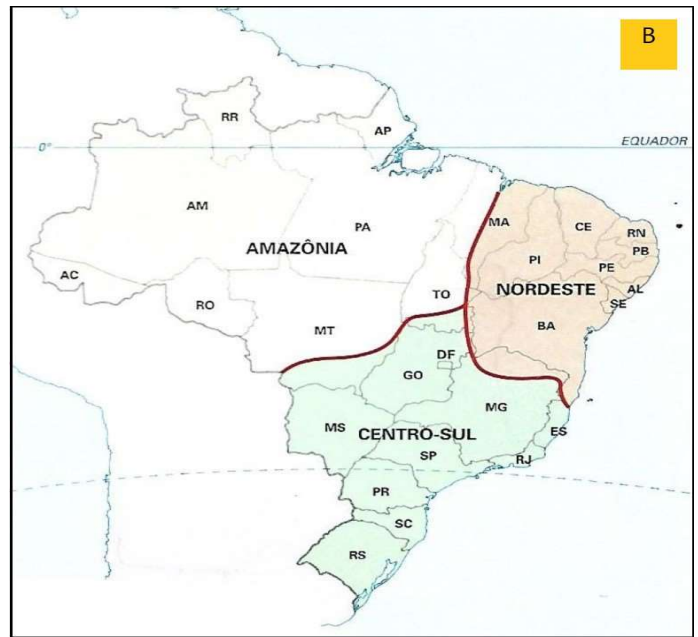 B
RR
AP
EQUADOR
0°
AM
PA
MA
CE
RN
PB
AMAZÔNIA
PI
PE
AC
TO
NORDESTE
AL
SE
RO
MT
BA
DF
GO
MG
MS
CENTRO-SUL
ES
SP
RJ
PR
SC
RS